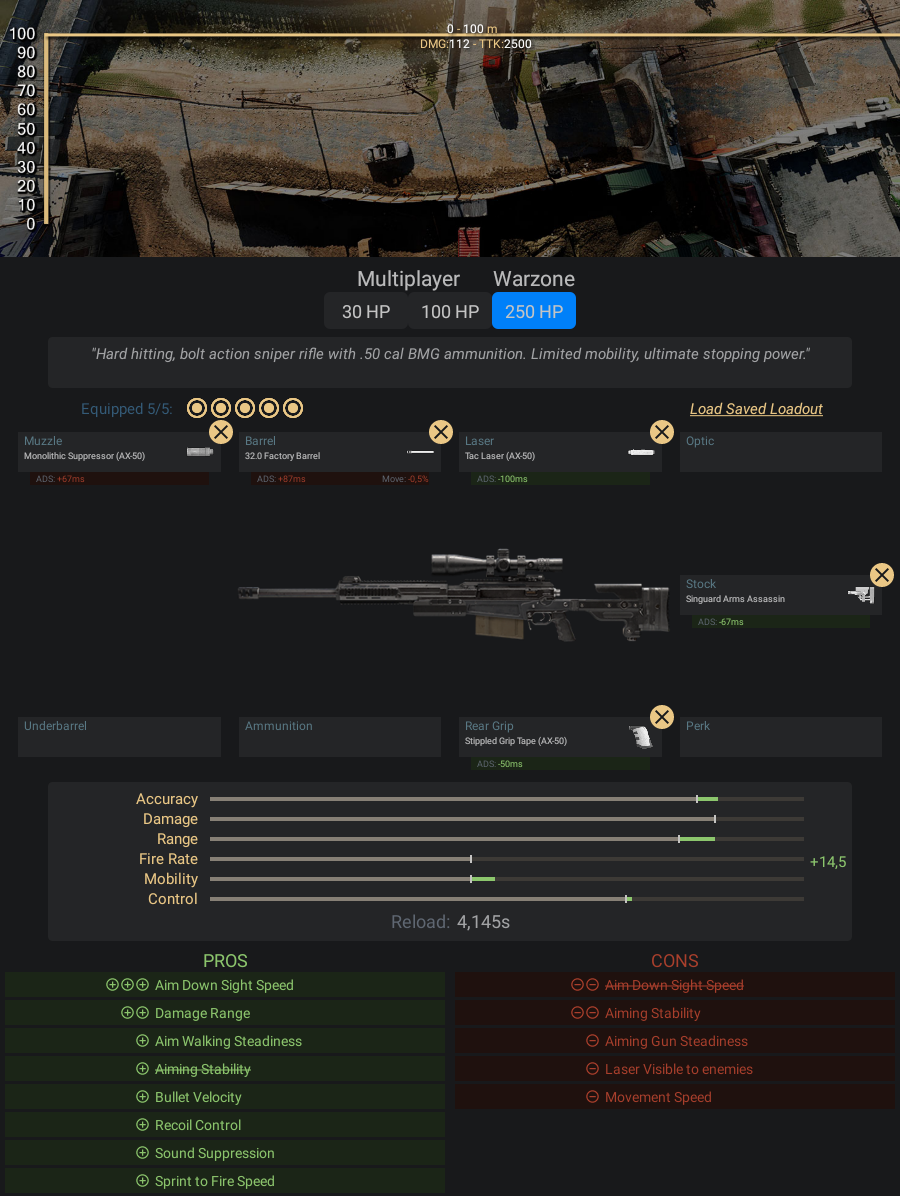 0 - 100 m
DMG:112 - TTK:2500
100
90
80
70
60
50
40
30
20
10
0
Multiplayer Warzone
30 HP 100 HP 250 HP
"Hard hitting, bolt action sniper rifle with .50 cal BMG ammunition. Limited mobility, ultimate stopping power."
Equipped 5/5: Load Saved Loadout
Muzzle Barrel Laser Optic
Monolithic Suppressor (AX-50) 32.0 Factory Barrel Tac Laser (AX-50)
ADS: +67ms ADS: +87ms Move: -0,5% ADS: -100ms
Stock
Singuard Arms Assassin
ADS: -67ms
Underbarrel Ammunition Rear Grip Perk
Stippled Grip Tape (AX-50)
ADS: -50ms
Accuracy
Damage
Range
Fire Rate +14,5
Mobility
Control
Reload: 4,145s
PROS CONS
Aim Down Sight Speed Aim Down Sight Speed
Damage Range Aiming Stability
Aim Walking Steadiness Aiming Gun Steadiness
Aiming Stability Laser Visible to enemies
Bullet Velocity Movement Speed
Recoil Control
Sound Suppression
Sprint to Fire Speed